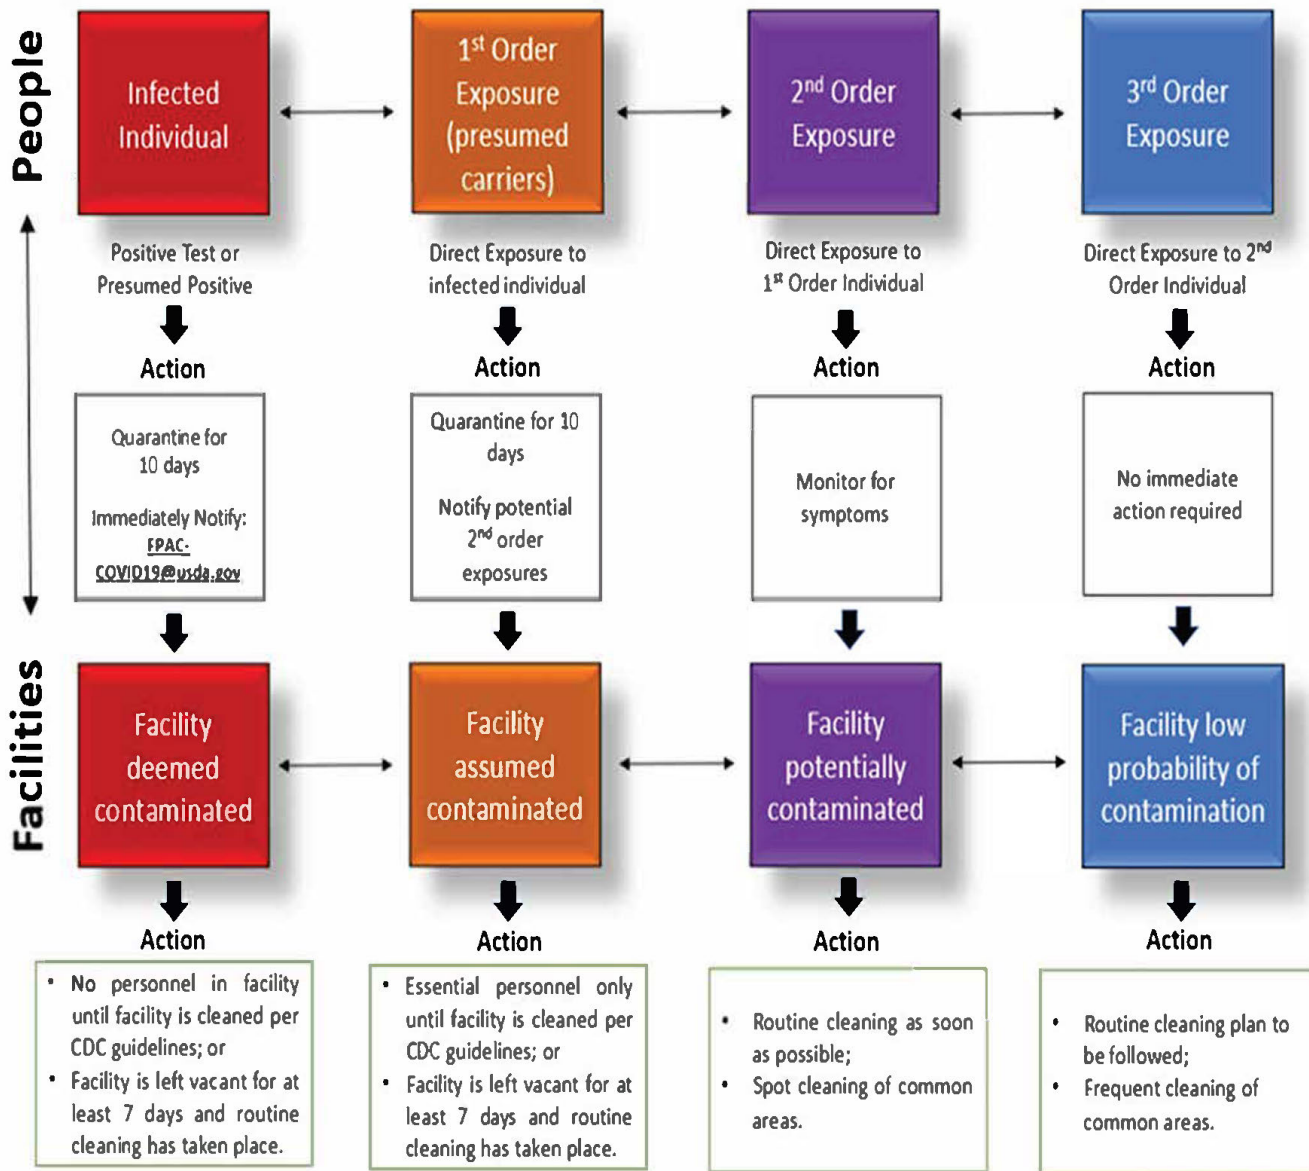 People
Infected
Individual
1st Order
Exposure
(presumed
carriers)
2nd Order
Exposure
3rd Order
Exposure
Positive Test or
Presumed Positive
Direct Exposure to
infected individual
Direct Exposure to
1st Order Individual
Direct Exposure to 2nd
Order Individual
Action
Action
Action
Action
Quarantine for
10 days
Immediately Notify:
FPAC-
COVID19@usda.gov
Quarantine for 10
days
Notify potential
2nd order
exposures
Monitor for
symptoms
No immediate
action required
Facilities
Facility
deemed
contaminated
Facility
assumed
contaminated
Facility
potentially
contaminated
Facility low
probability of
contamination
Action
Action
Action
Action
• No personnel in facility
until facility is cleaned per
CDC guidelines; or
• Facility is left vacant for at
least 7 days and routine
cleaning has taken place.
• Essential personnel only
until facility is cleaned per
CDC guidelines; or
• Facility is left vacant for at
least 7 days and routine
cleaning has taken place.
• Routine cleaning as soon
as possible;
• Spot cleaning of common
areas.
• Routine cleaning plan to
be followed;
• Frequent cleaning of
common areas.